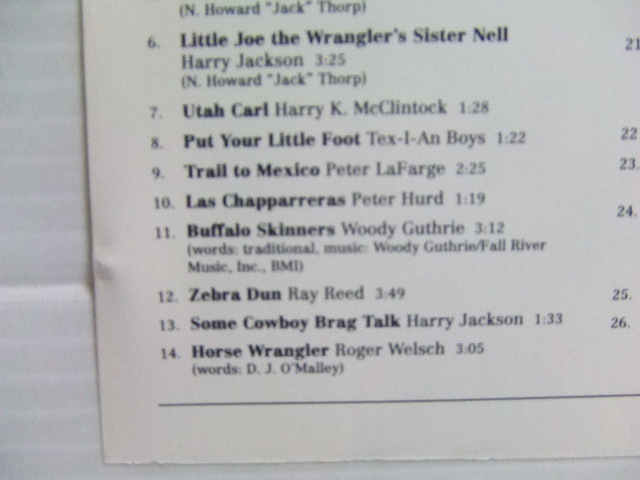 (N. Howard "Jack" Thorp)
6. Little Joe the Wrangler's Sister Nell
Harry Jackson 3:25
(N. Howard "Jack" Thorp)
7. Utah Carl Harry K. McClintock 1:28
8. Put Your Little Foot Tex-I-An Boys 1:22
9. Trail to Mexico Peter LaFarge 2:25
10. Las Chapparreras Peter Hurd 1:19
11. Buffalo Skinners Woody Guthrie 3:12
(words: traditional, music: Woody Guthrie/Fall River
Music, Inc., BMI)
12. Zebra Dun Ray Reed 3:49
13. Some Cowboy Brag Talk Harry Jackson 1:33
14. Horse Wrangler Roger Welsch 3:05
(words: D. J. O'Malley)
21
22
23.
24.
25.
26.